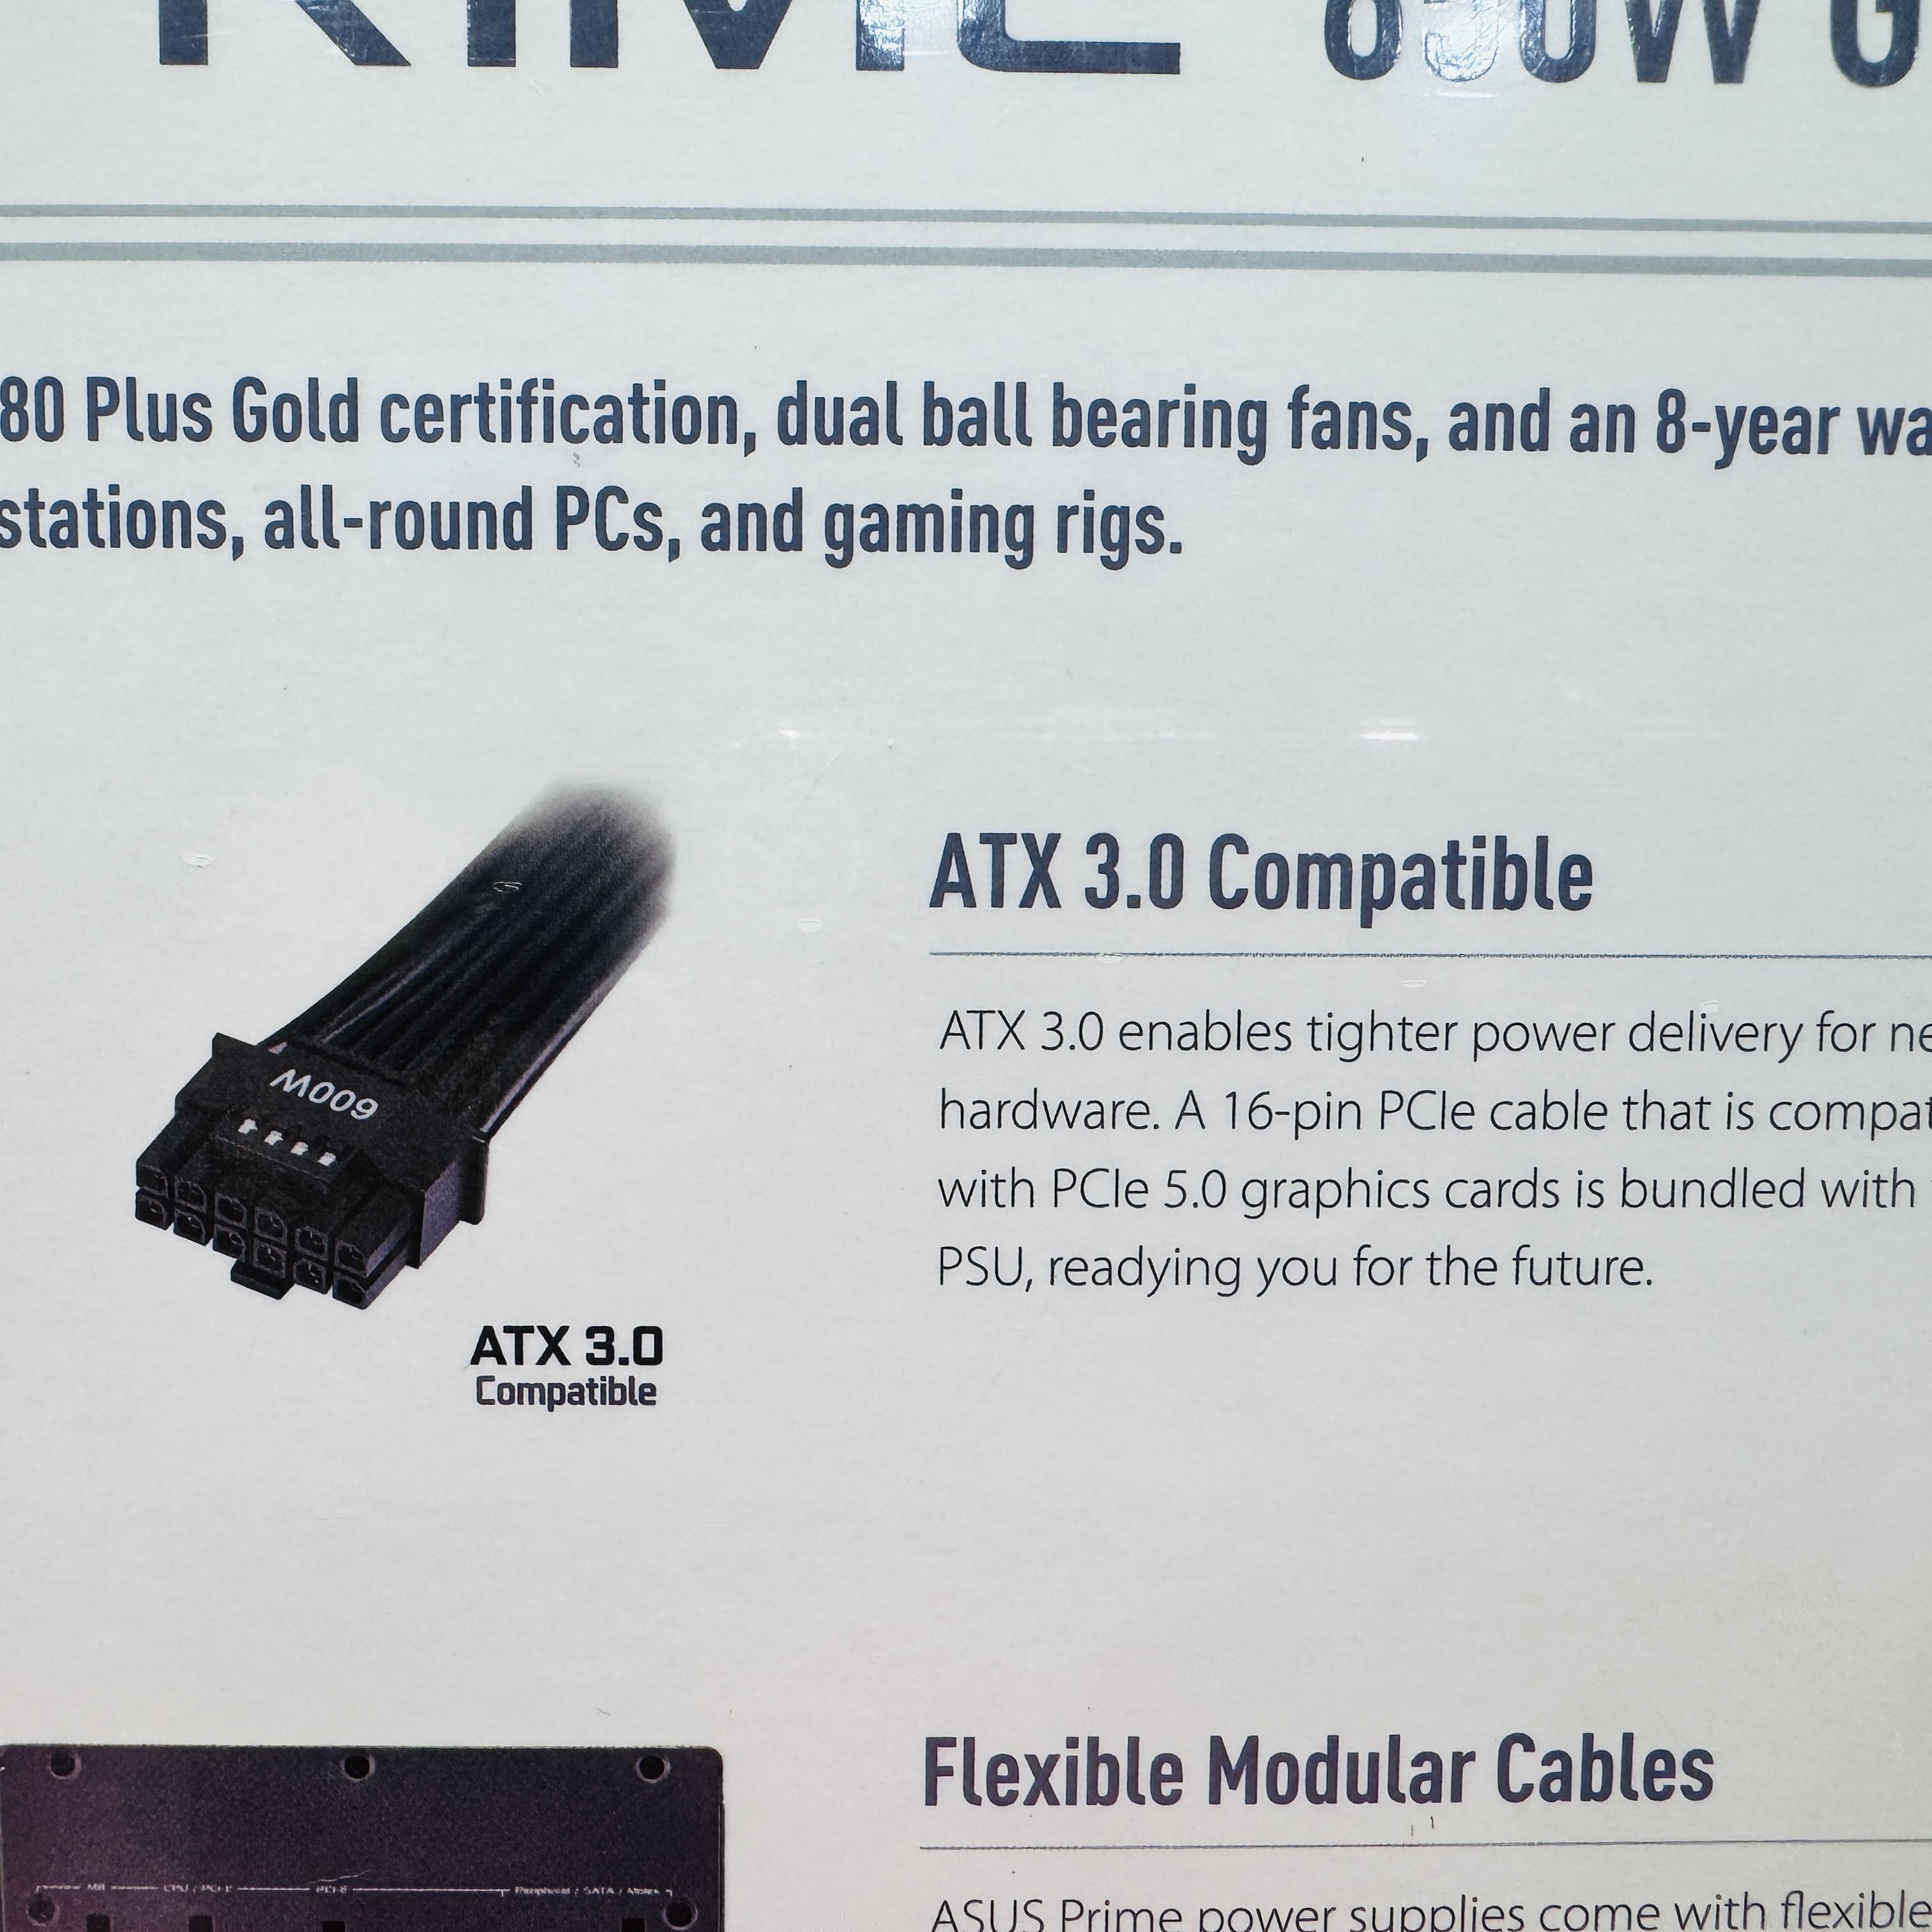 80 Plus Gold certification, dual ball bearing fans, and an 8-year
stations, all-round PCs, and gaming rigs.
600W
ATX 3.0
Compatible
ATX 3.0 Compatible
ATX 3.0 enables tighter power delivery for
hardware. A 16-pin PCIe cable that is
with PCIe 5.0 graphics cards is bundled with
PSU, readying you for the future.
Flexible Modular Cables
ASUS Prime power supplies come with flexible